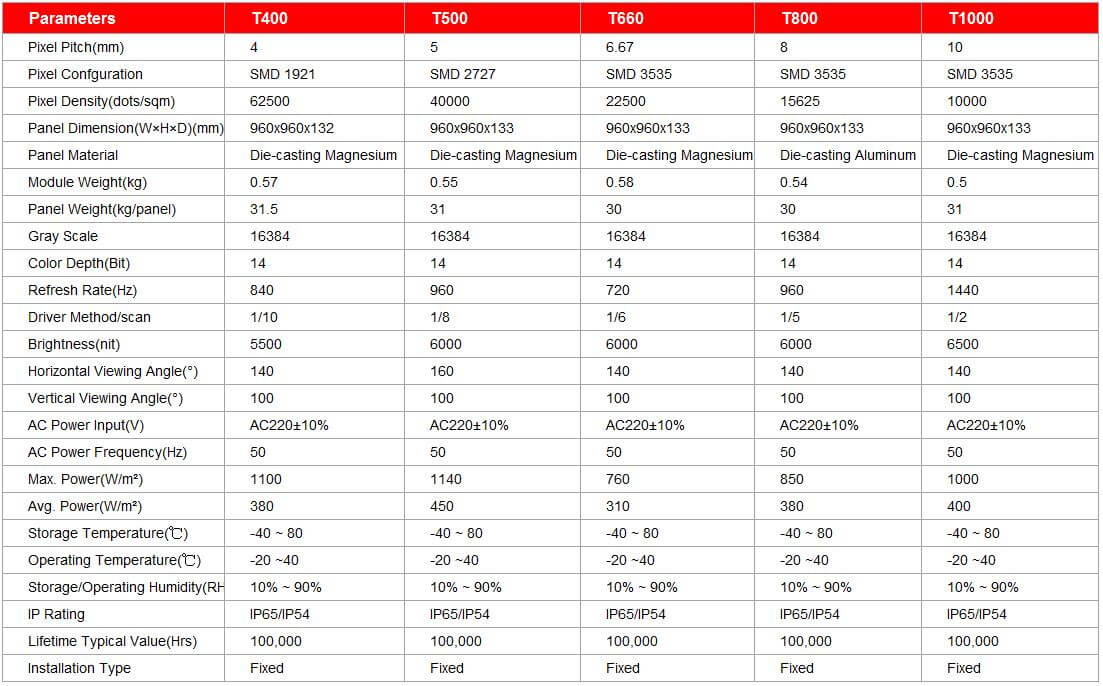 Parameters T400 T500 T660 T800 T1000
Pixel Pitch(mm) 4 5 6.67 8 10
Pixel Confguration SMD 1921 SMD 2727 SMD 3535 SMD 3535 SMD 3535
Pixel Density(dots/sqm) 62500 40000 22500 15625 10000
Panel Dimension(W×H×D)(mm) 960x960x132 960x960x133 960x960x133 960x960x133 960x960x133
Panel Material Die-casting Magnesium Die-casting Magnesium Die-casting Magnesium Die-casting Aluminum Die-casting Magnesium
Module Weight(kg) 0.57 0.55 0.58 0.54 0.5
Panel Weight(kg/panel) 31.5 31 30 30 31
Gray Scale 16384 16384 16384 16384 16384
Color Depth(Bit) 14 14 14 14 14
Refresh Rate(Hz) 840 960 720 960 1440
Driver Method/scan 1/10 1/8 1/6 1/5 1/2
Brightness(nit) 5500 6000 6000 6000 6500
Horizontal Viewing Angle(°) 140 160 140 140 140
Vertical Viewing Angle(°) 100 100 100 100 100
AC Power Input(V) AC220±10% AC220±10% AC220±10% AC220±10% AC220±10%
AC Power Frequency(Hz) 50 50 50 50 50
Max. Power(W/m²) 1100 1140 760 850 1000
Avg. Power(W/m²) 380 450 310 380 400
Storage Temperature(℃) -40 ~ 80 -40 ~ 80 -40 ~ 80 -40 ~ 80 -40 ~ 80
Operating Temperature(℃) -20 ~40 -20 ~40 -20 ~40 -20 ~40 -20 ~40
Storage/Operating Humidity(RH 10% ~ 90% 10% ~ 90% 10% ~ 90% 10% ~ 90% 10% ~ 90%
IP Rating IP65/IP54 IP65/IP54 IP65/IP54 IP65/IP54 IP65/IP54
Lifetime Typical Value(Hrs) 100,000 100,000 100,000 100,000 100,000
Installation Type Fixed Fixed Fixed Fixed Fixed